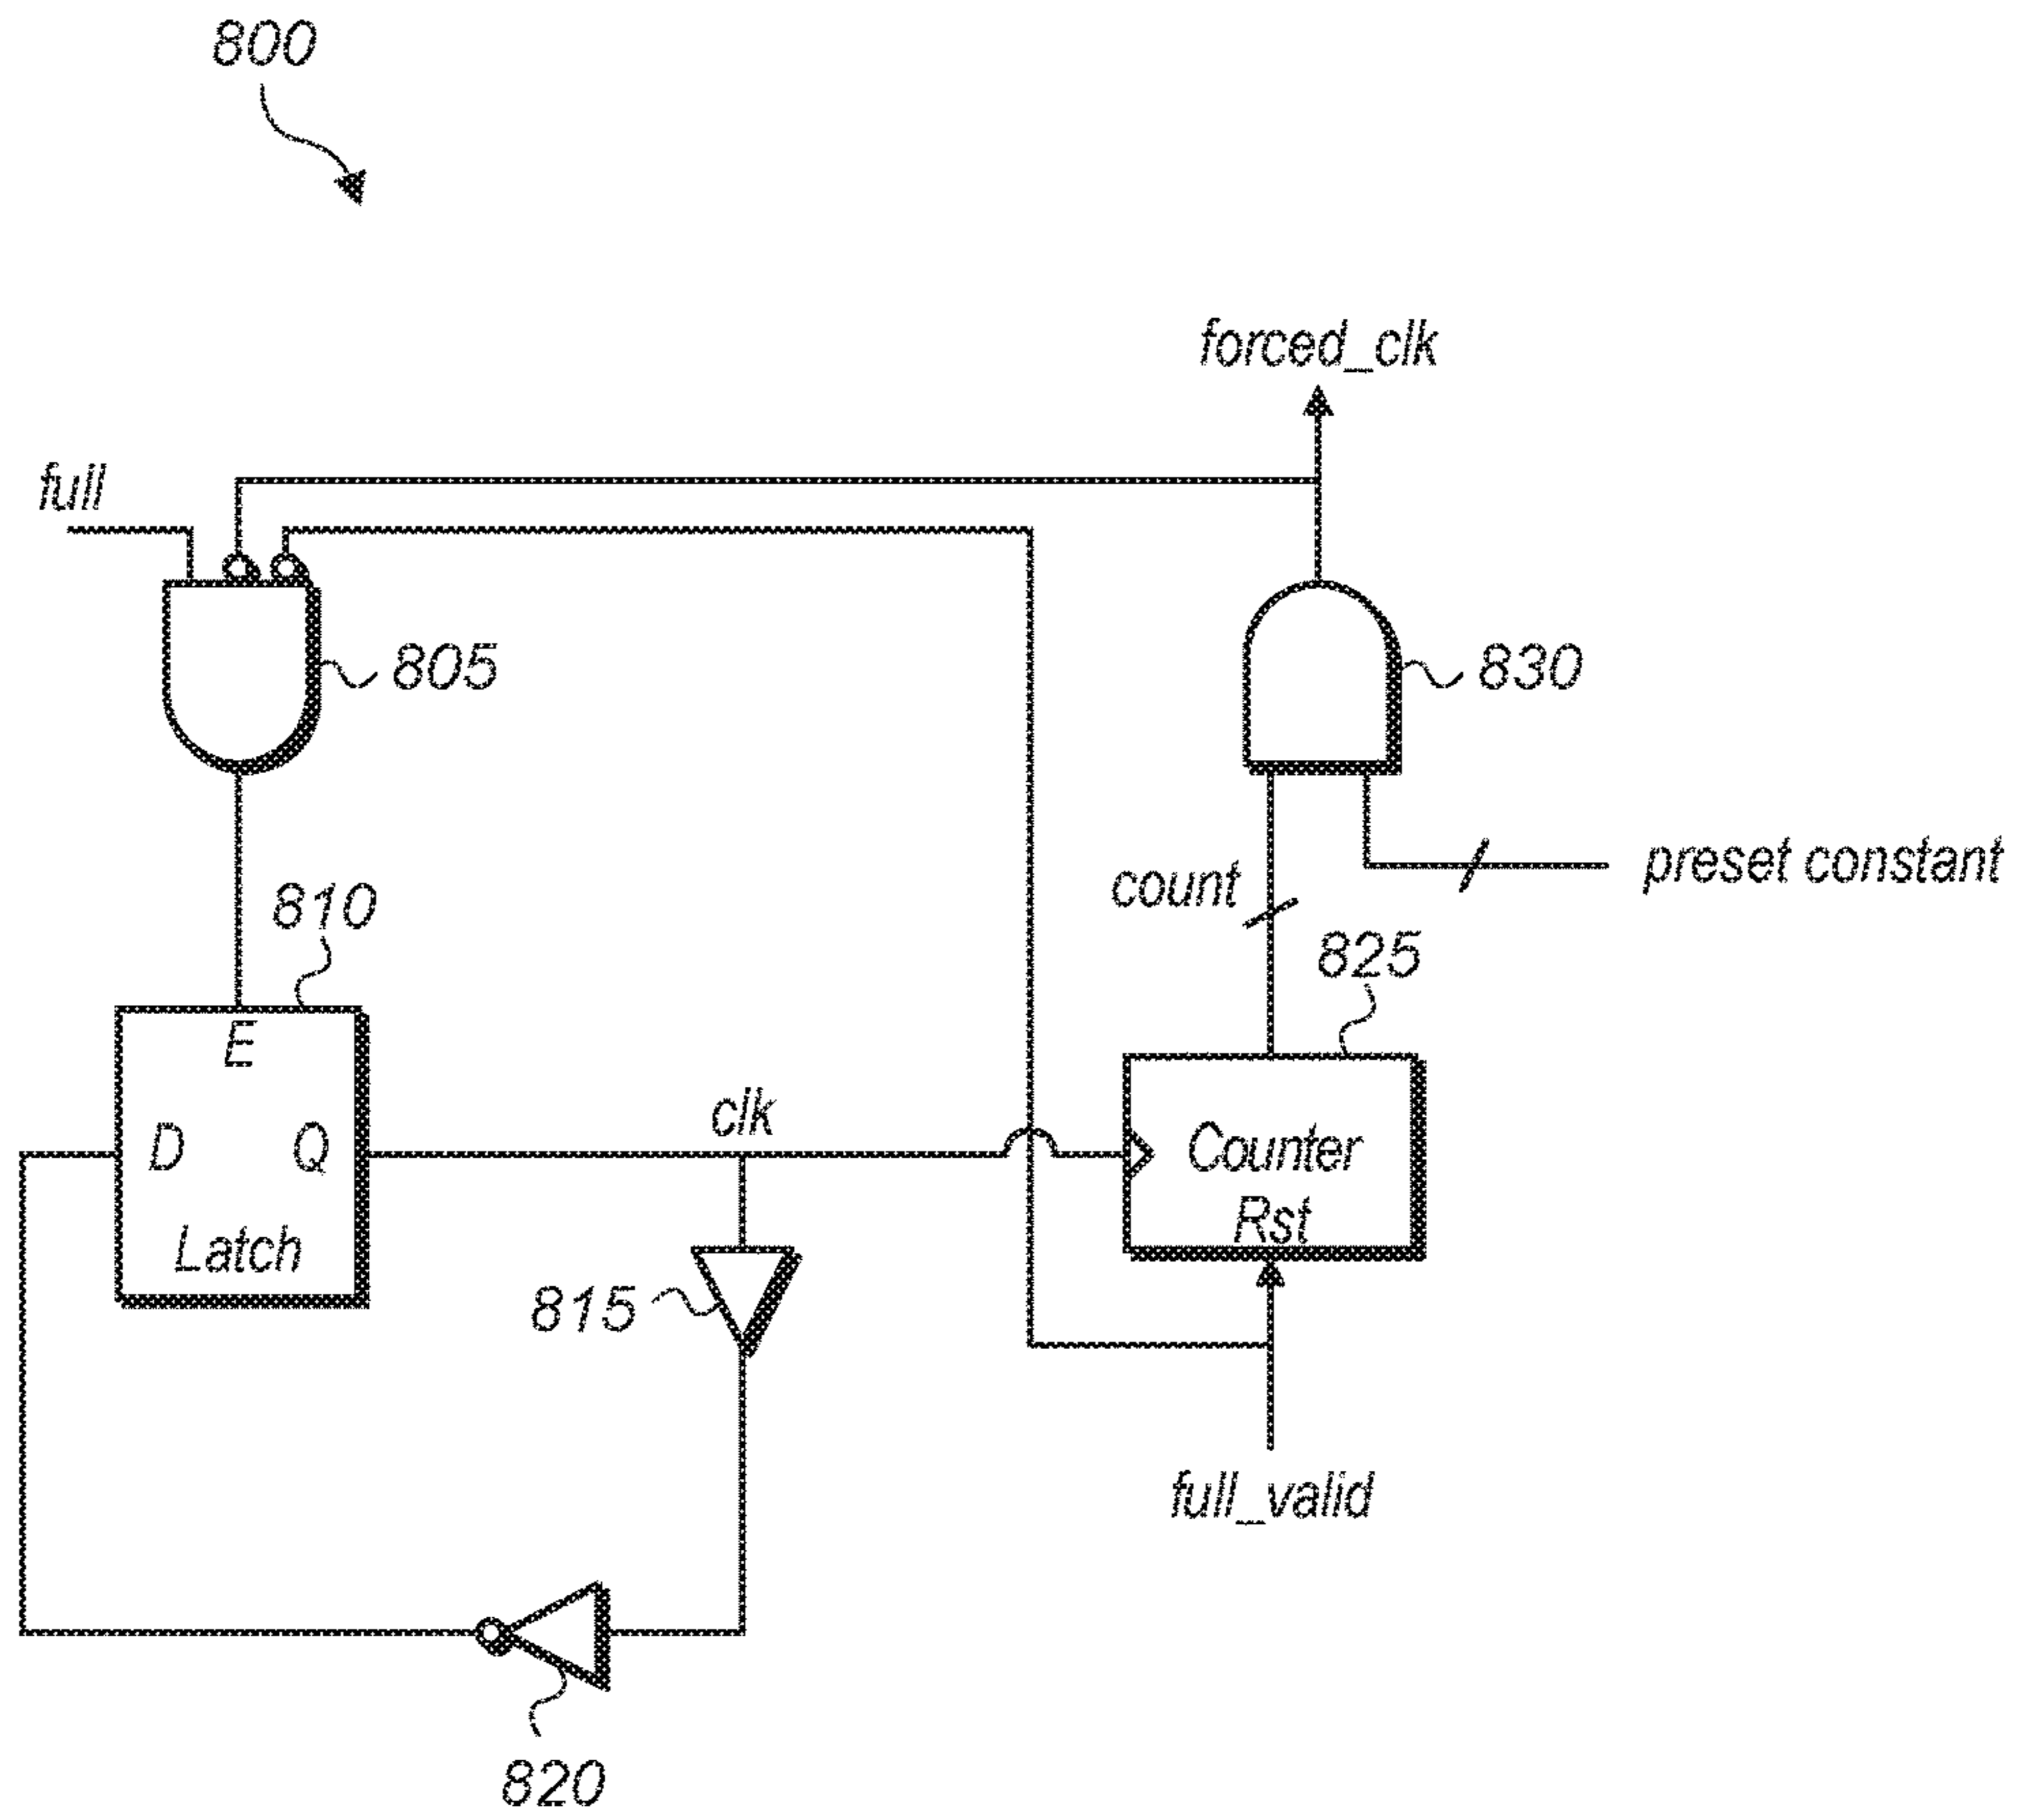 800
forced_clk
full
805
830
preset constant
count
810
825
E
D
Q
clk
Counter
Rst
Latch
815
full_valid
820